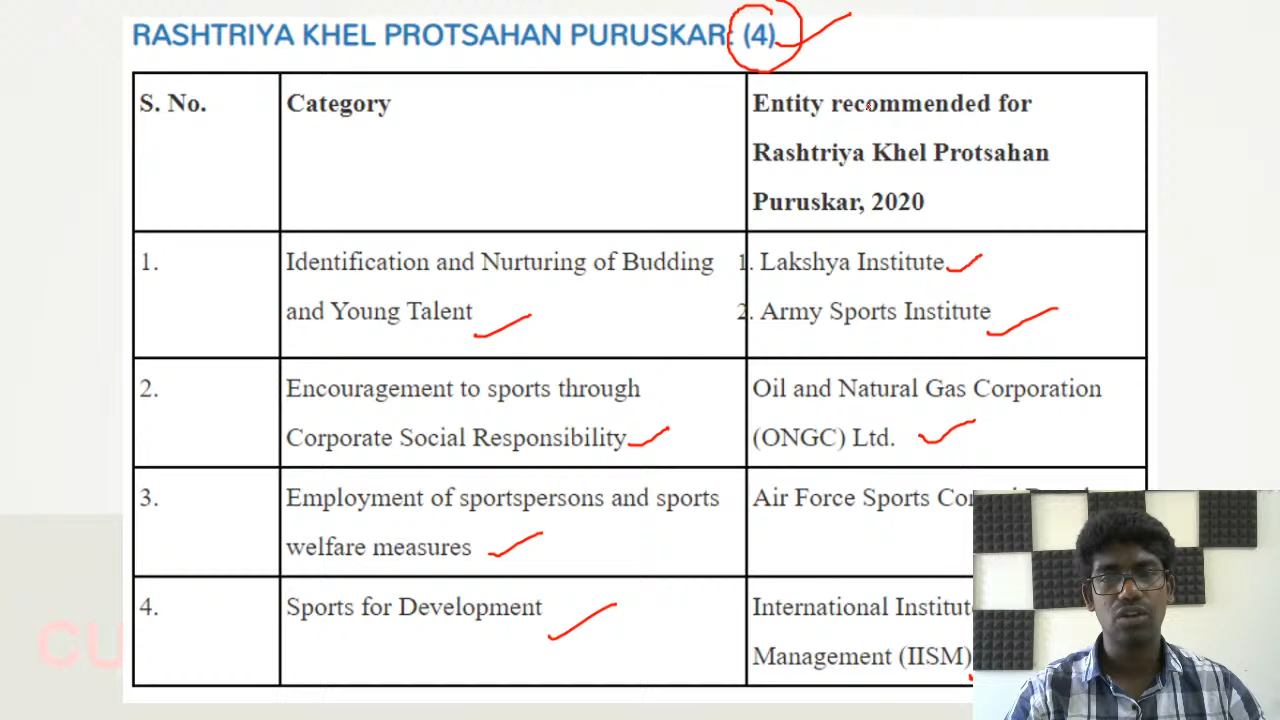 RASHTRIYA KHEL PROTSAHAN PURUSKAR: (4)
S. No. Category Entity recommended for
Rashtriya Khel Protsahan
Puruskar, 2020
1. Identification and Nurturing of Budding 1. Lakshya Institute
and Young Talent 2. Army Sports Institute
2. Encouragement to sports through Oil and Natural Gas Corporation
Corporate Social Responsibility (ONGC) Ltd.
3. Employment of sportspersons and sports Air Force Sports
welfare measures
4. Sports for Development International
Management (IISM)
CU